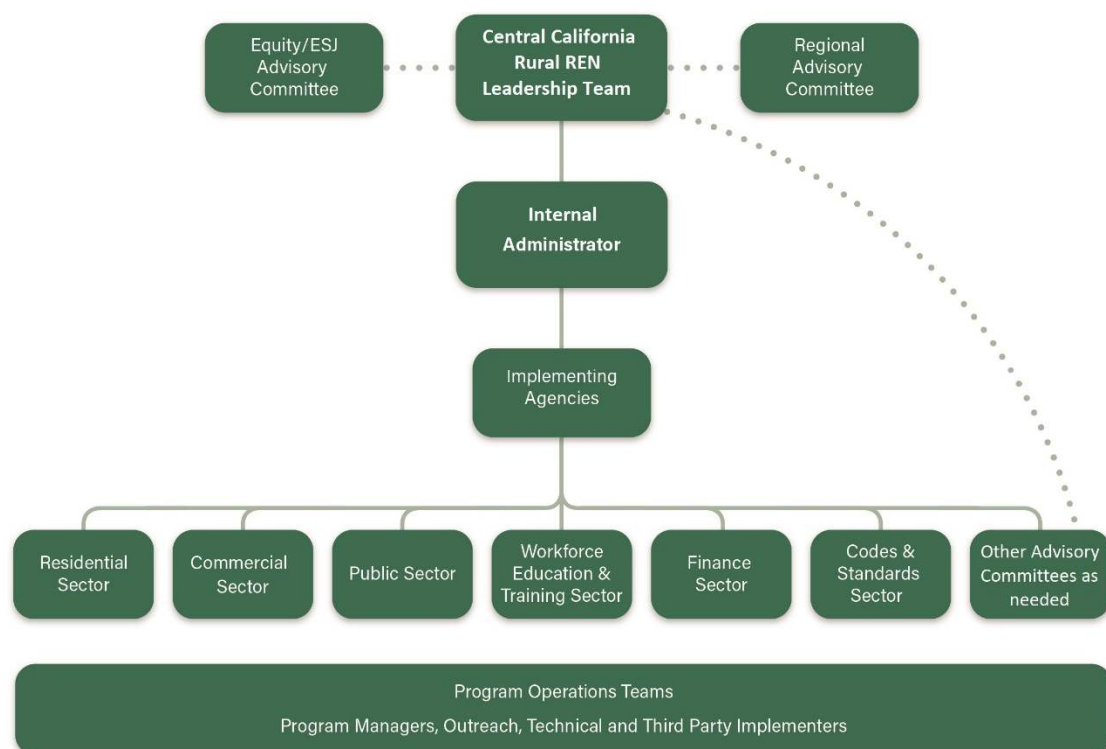 Equity/ESJ
Advisory
Committee
Central California
Rural REN
Leadership Team
Regional
Advisory
Committee
Internal
Administrator
Implementing
Agencies
Residential
Sector
Commercial
Sector
Public Sector
Workforce
Education &
Training Sector
Finance
Sector
Codes &
Standards
Sector
Other Advisory
Committees as
needed
Program Operations Teams
Program Managers, Outreach, Technical and Third Party Implementers